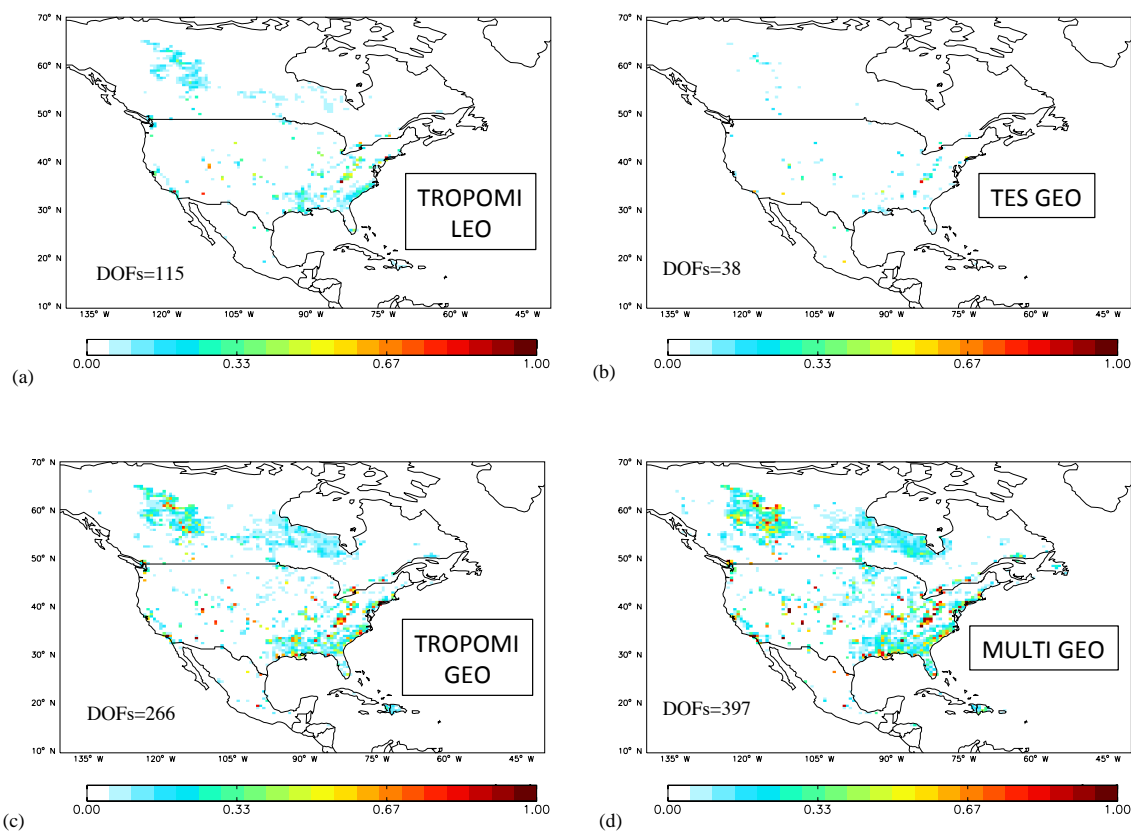 70° N
60° N
50° N
40° N
30° N
20° N
10° N
TROPOMI
LEO
DOFs=115
135° W 120° W 105° W 90° W 75° W 60° W 45° W
0.00 0.33 0.67 1.00
(a)
70° N
60° N
50° N
40° N
30° N
20° N
10° N
TES GEO
DOFs=38
135° W 120° W 105° W 90° W 75° W 60° W 45° W
0.00 0.33 0.67 1.00
(b)
70° N
60° N
50° N
40° N
30° N
20° N
10° N
TROPOMI
GEO
DOFs=266
135° W 120° W 105° W 90° W 75° W 60° W 45° W
0.00 0.33 0.67 1.00
(c)
70° N
60° N
50° N
40° N
30° N
20° N
10° N
MULTI GEO
DOFs=397
135° W 120° W 105° W 90° W 75° W 60° W 45° W
0.00 0.33 0.67 1.00
(d)